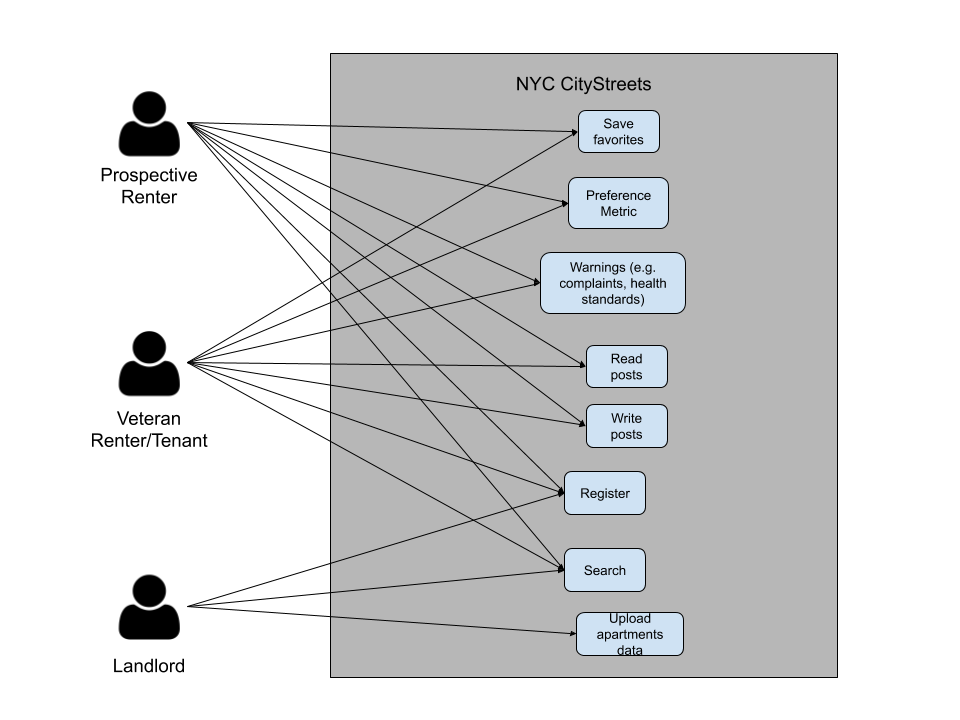 NYC CityStreets
Prospective
Renter
Veteran
Renter/Tenant
Landlord
Save
favorites
Preference
Metric
Warnings (e.g.
complaints, health
standards)
Read
posts
Write
posts
Register
Search
Upload
apartments
data